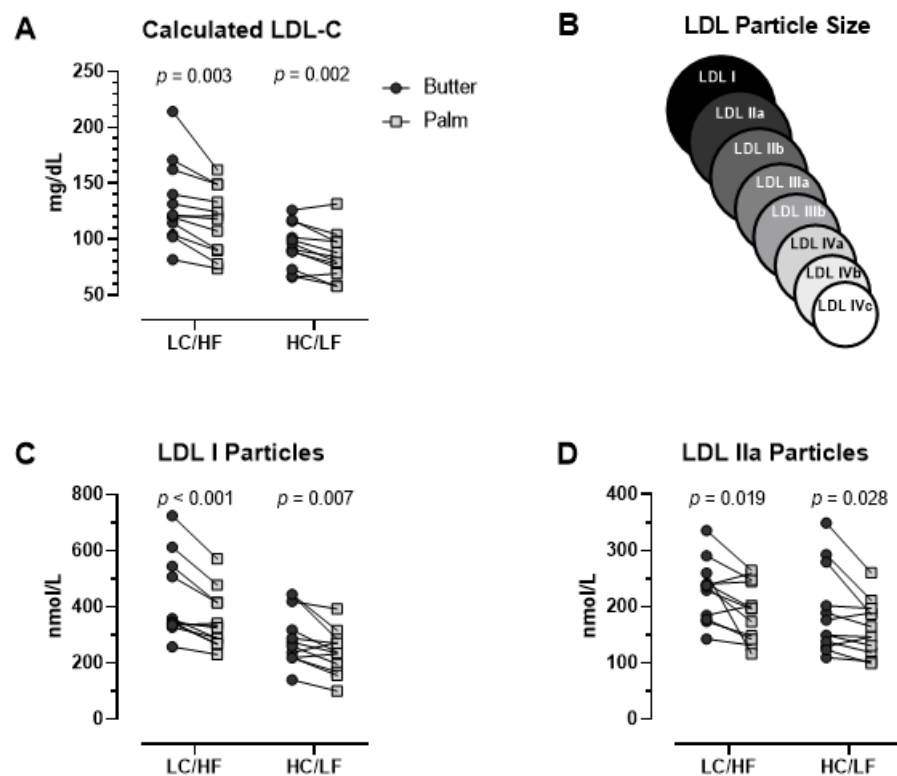 A
Calculated LDL-C
p = 0.003
p = 0.002
Butter
Palm
mg/dL
250
200
150
100
50
LC/HF
HC/LF
B
LDL Particle Size
LDL I
LDL IIa
LDL IIb
LDL IIIa
LDL IIIb
LDL IVa
LDL IVb
LDL IVc
C
LDL I Particles
p < 0.001
p = 0.007
nmol/L
800
600
400
200
0
LC/HF
HC/LF
D
LDL IIa Particles
p = 0.019
p = 0.028
nmol/L
400
300
200
100
0
LC/HF
HC/LF